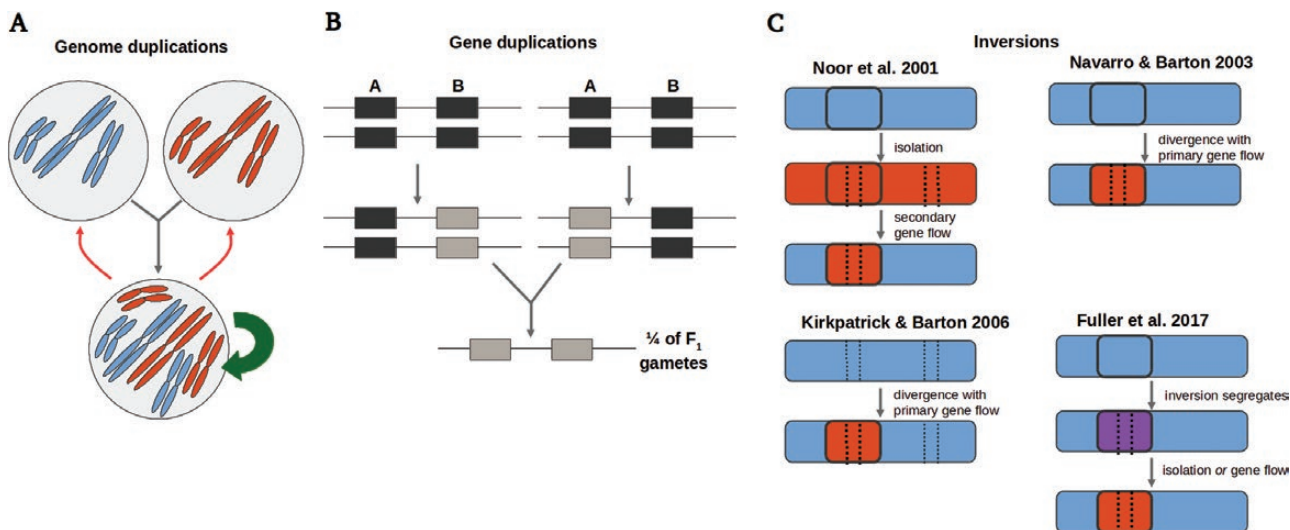 A
Genome duplications
B
Gene duplications
A B A B
¼ of F1
gametes
C
Inversions
Noor et al. 2001
isolation
secondary
gene flow
Navarro & Barton 2003
divergence with
primary gene flow
Kirkpatrick & Barton 2006
divergence with
primary gene flow
Fuller et al. 2017
inversion segregates
isolation or gene flow